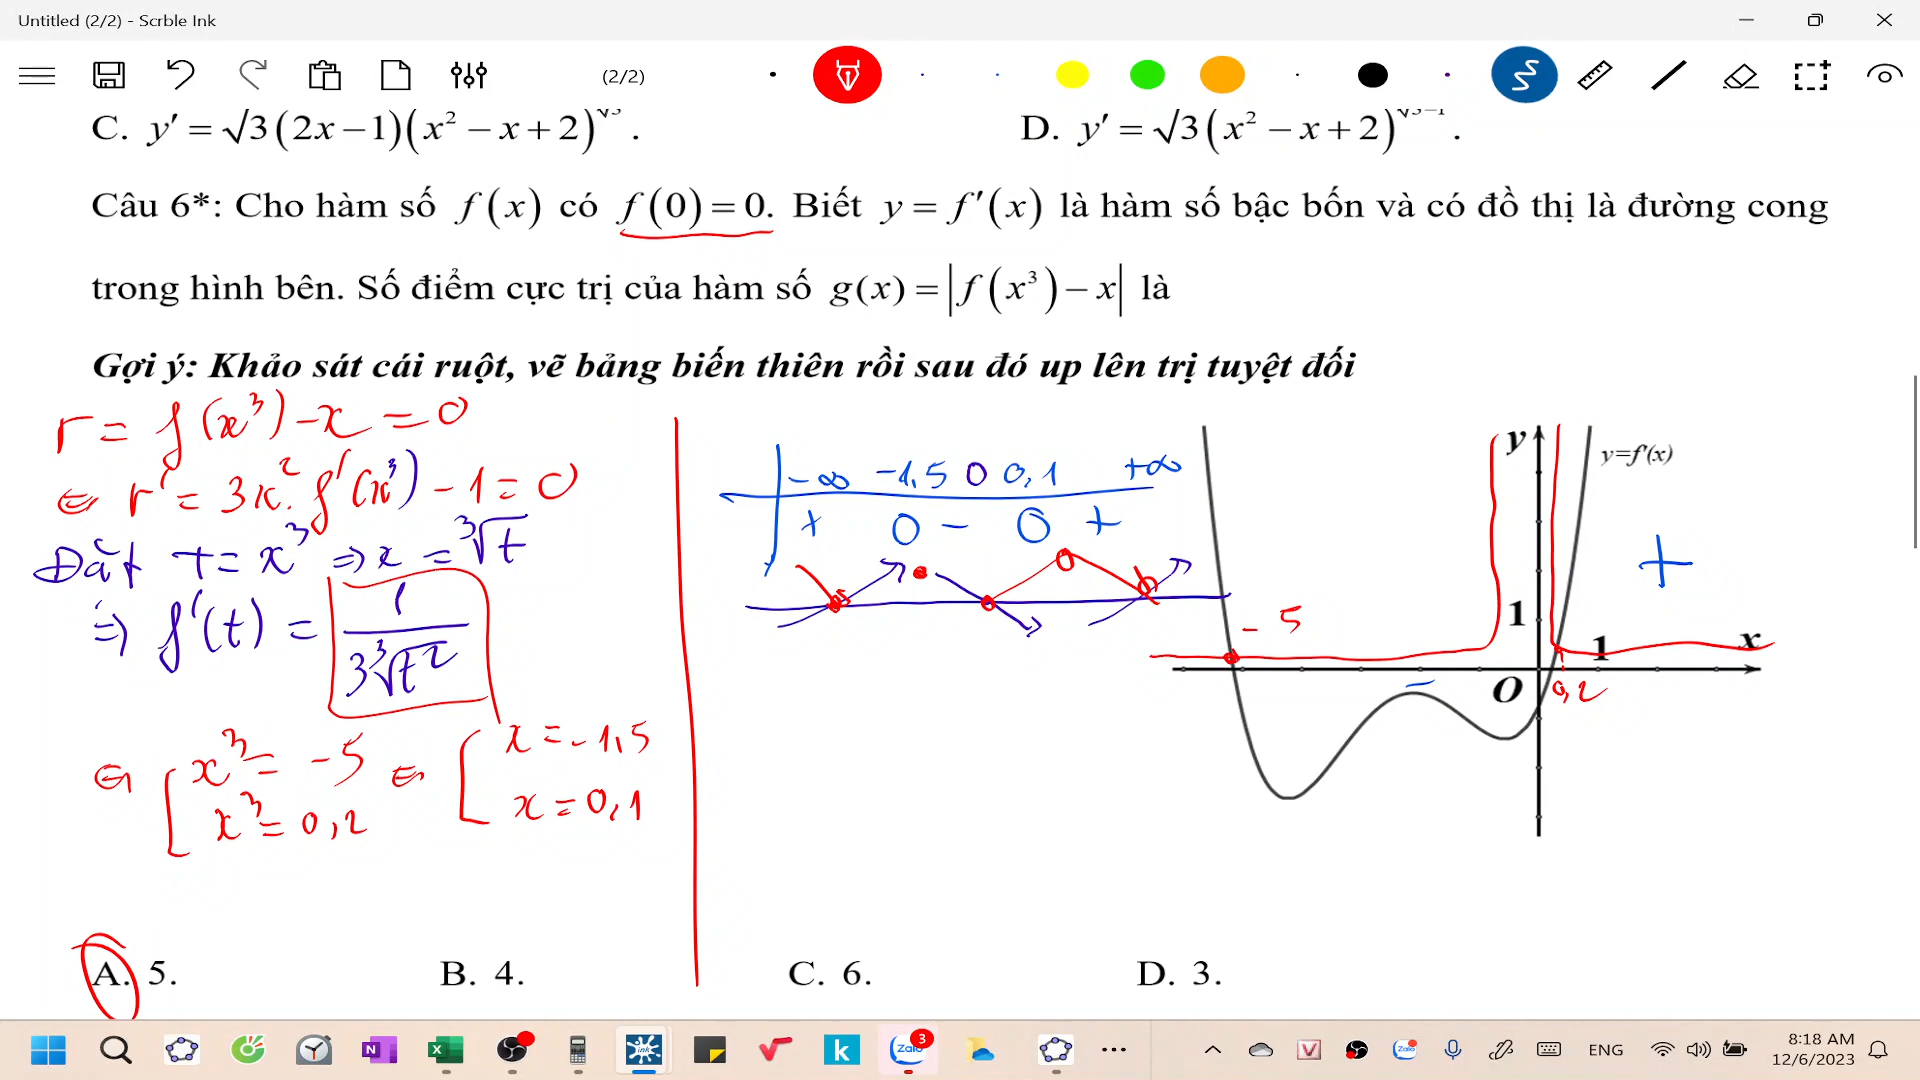 Untitled (2/2) - Scrble Ink
(2/2)
C. y′ = √3(2x−1)(x² − x + 2)^√3.
D. y′ = √3(x² − x + 2)^(√3−1).
Câu 6*: Cho hàm số f(x) có f(0) = 0. Biết y = f′(x) là hàm số bậc bốn và có đồ thị là đường cong
trong hình bên. Số điểm cực trị của hàm số g(x) = |f(x³) − x| là
Gợi ý: Khảo sát cái ruột, vẽ bảng biến thiên rồi sau đó up lên trị tuyệt đối
r = f(x³) − x = 0
⇔ r′ = 3x². f′(x³) − 1 = 0
Đặt t = x³ ⇒ x = ³√t
⇒ f′(t) = 1/(3 ³√t²)
⇔ [ x³ = −5 ⇔ [ x = −1,5
x³ = 0,2 x = 0,1
−∞ −1,5 0 0,1 +∞
+ 0 − 0 +
y
y=f′(x)
+
1
−5
1
x
O
0,2
−
A. 5.
B. 4.
C. 6.
D. 3.
ink
Zalo
3
ENG
8:18 AM
12/6/2023